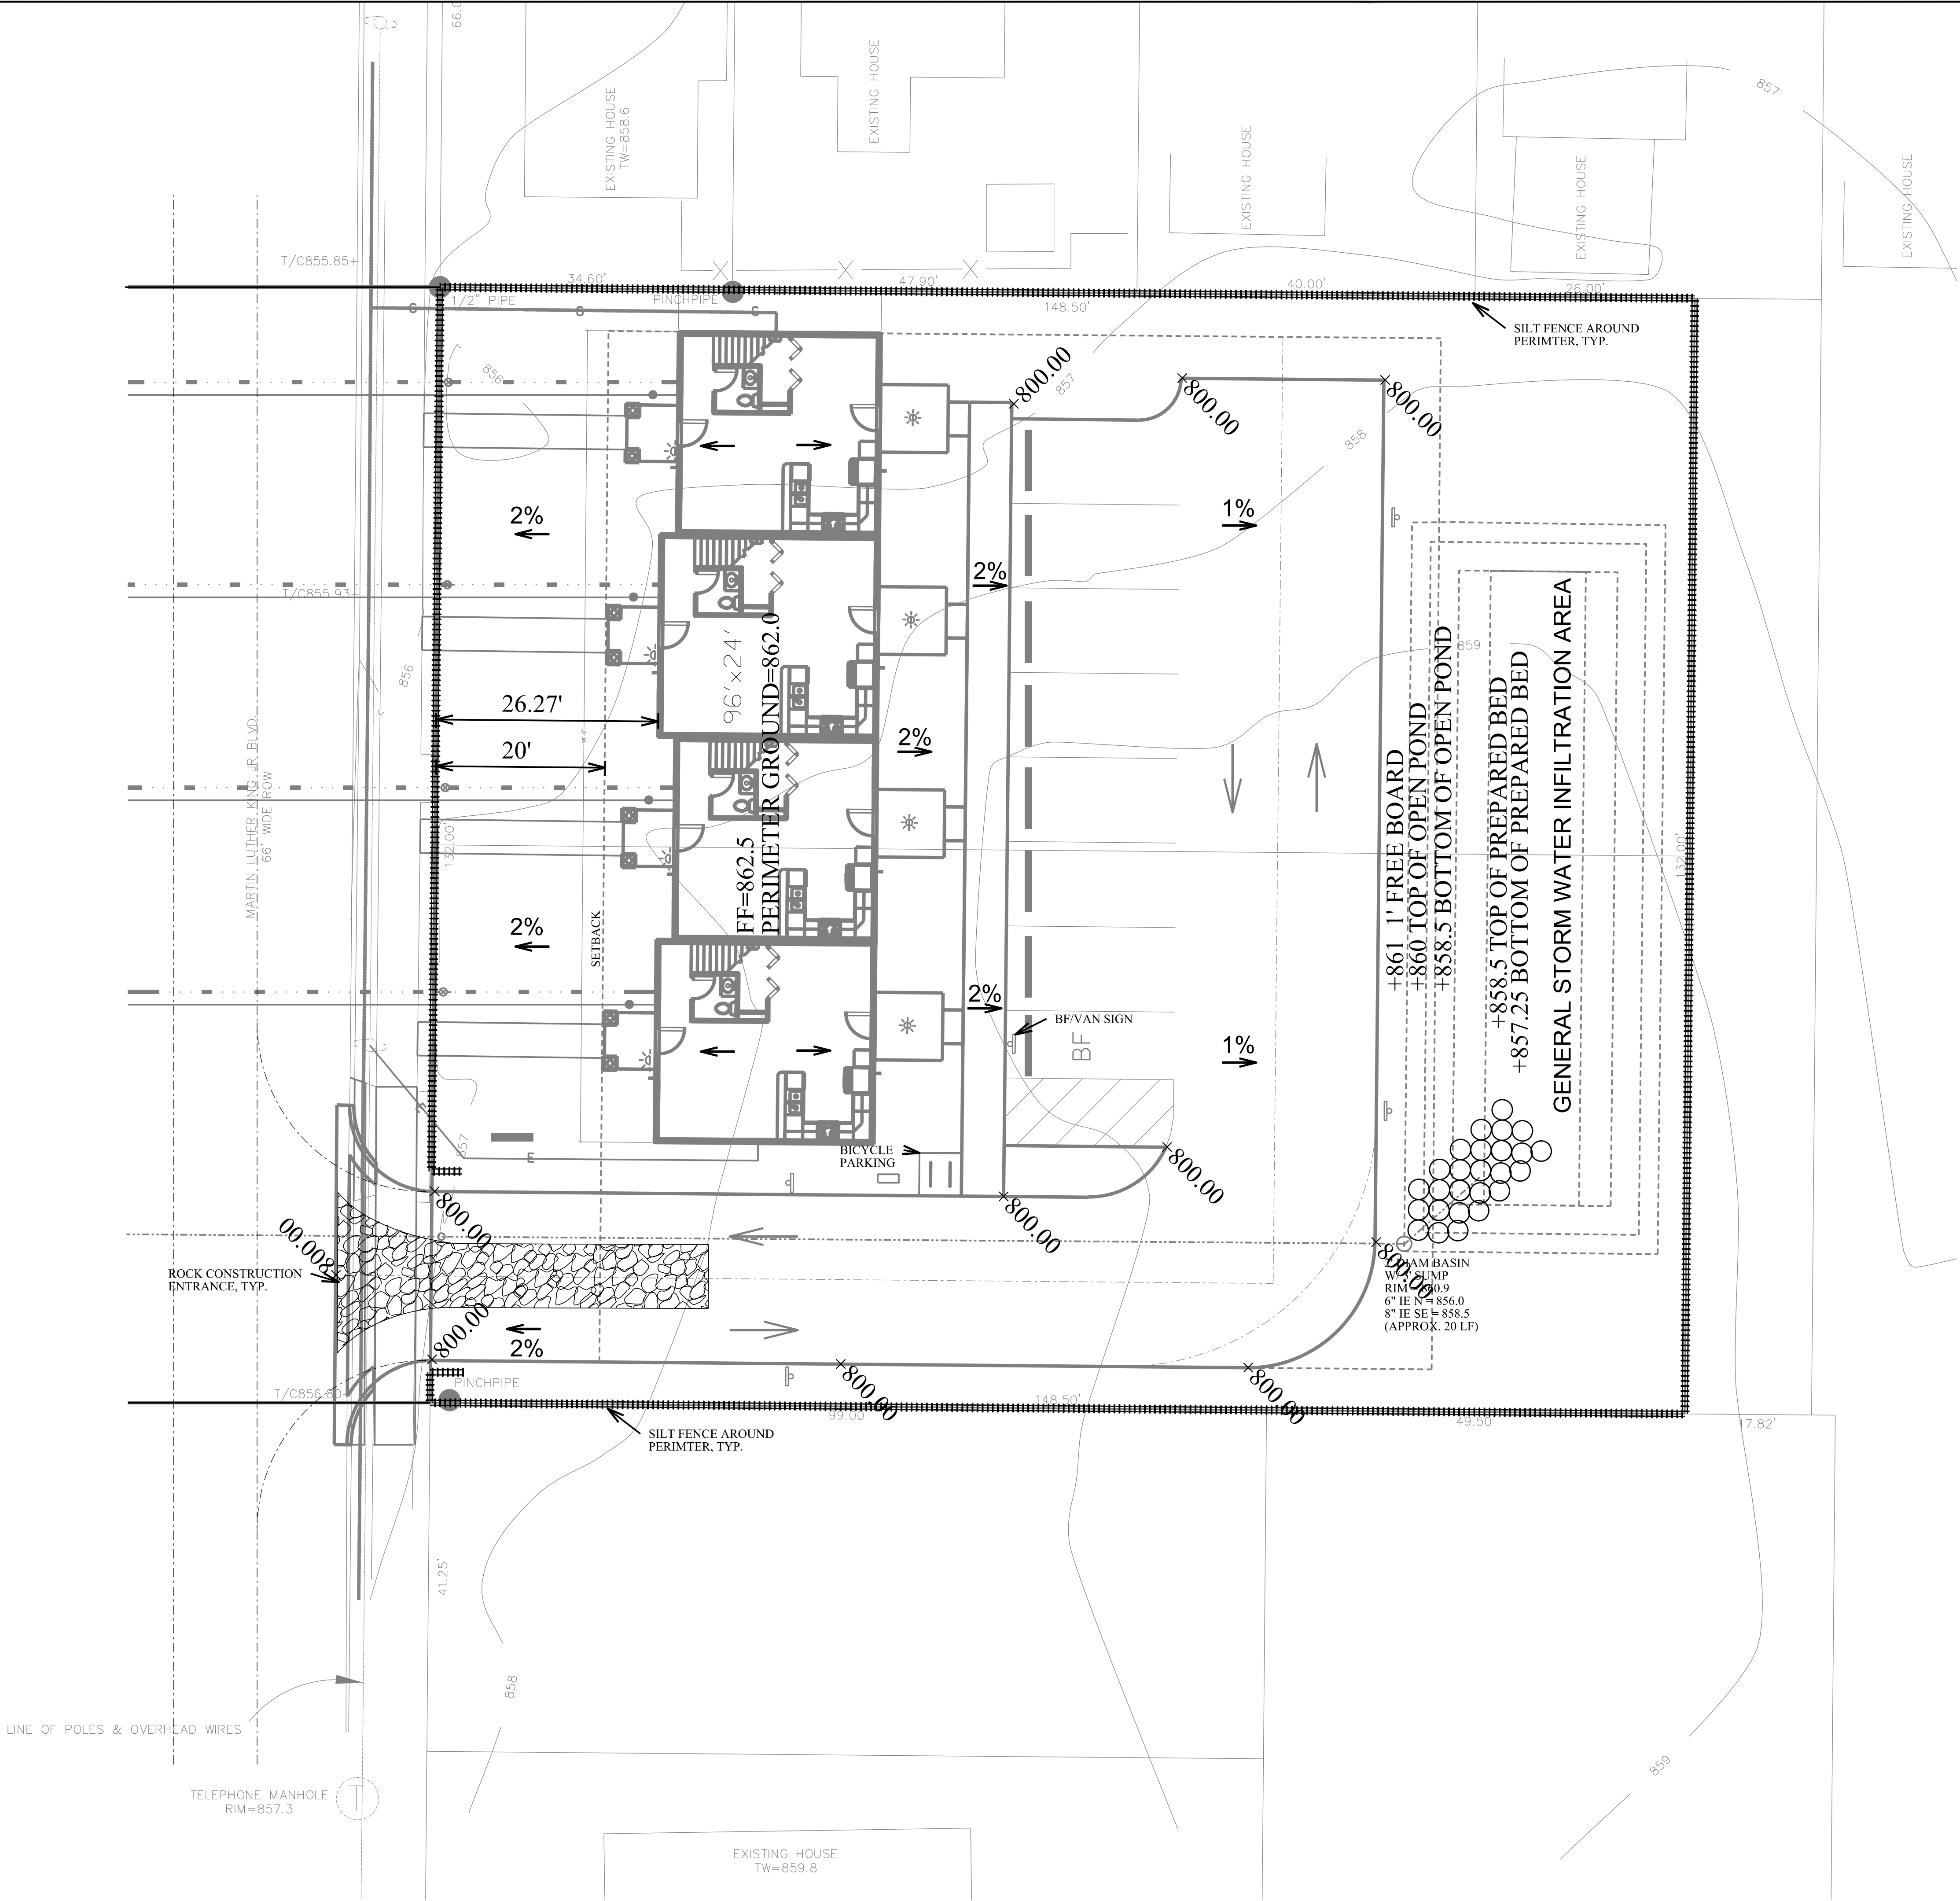 66.0
EXISTING HOUSE
TW=858.6
EXISTING HOUSE
EXISTING HOUSE
EXISTING HOUSE
EXISTING HOUSE
857
T/C855.85+
34.60'
47.90'
40.00'
26.00'
1/2" PIPE
PINCHPIPE
148.50'
G
G
G
SILT FENCE AROUND
PERIMTER, TYP.
856
800.00
857
800.00
800.00
858
2%
1%
2%
T/C855.93+
856
96'x24'
FF=862.5
PERIMETER GROUND=862.0
26.27'
20'
2%
859
+861 1' FREE BOARD
+860 TOP OF OPEN POND
+858.5 BOTTOM OF OPEN POND
+858.5 TOP OF PREPARED BED
+857.25 BOTTOM OF PREPARED BED
GENERAL STORM WATER INFILTRATION AREA
MARTIN LUTHER KING JR BLVD
66' WIDE ROW
132.00'
132.00'
SETBACK
2%
2%
BF/VAN SIGN
BF
1%
857
E
BICYCLE
PARKING
800.00
800.00
800.00
800.00
800.00
ROCK CONSTRUCTION
ENTRANCE, TYP.
DIAM BASIN
SUMP
6" IE N = 856.0
8" IE SE = 858.5
(APPROX. 20 LF)
800.00
2%
T/C856.80
PINCHPIPE
800.00
800.00
99.00'
148.50'
49.50'
17.82'
SILT FENCE AROUND
PERIMTER, TYP.
41.25'
858
LINE OF POLES & OVERHEAD WIRES
859
TELEPHONE MANHOLE
RIM=857.3
T
EXISTING HOUSE
TW=859.8